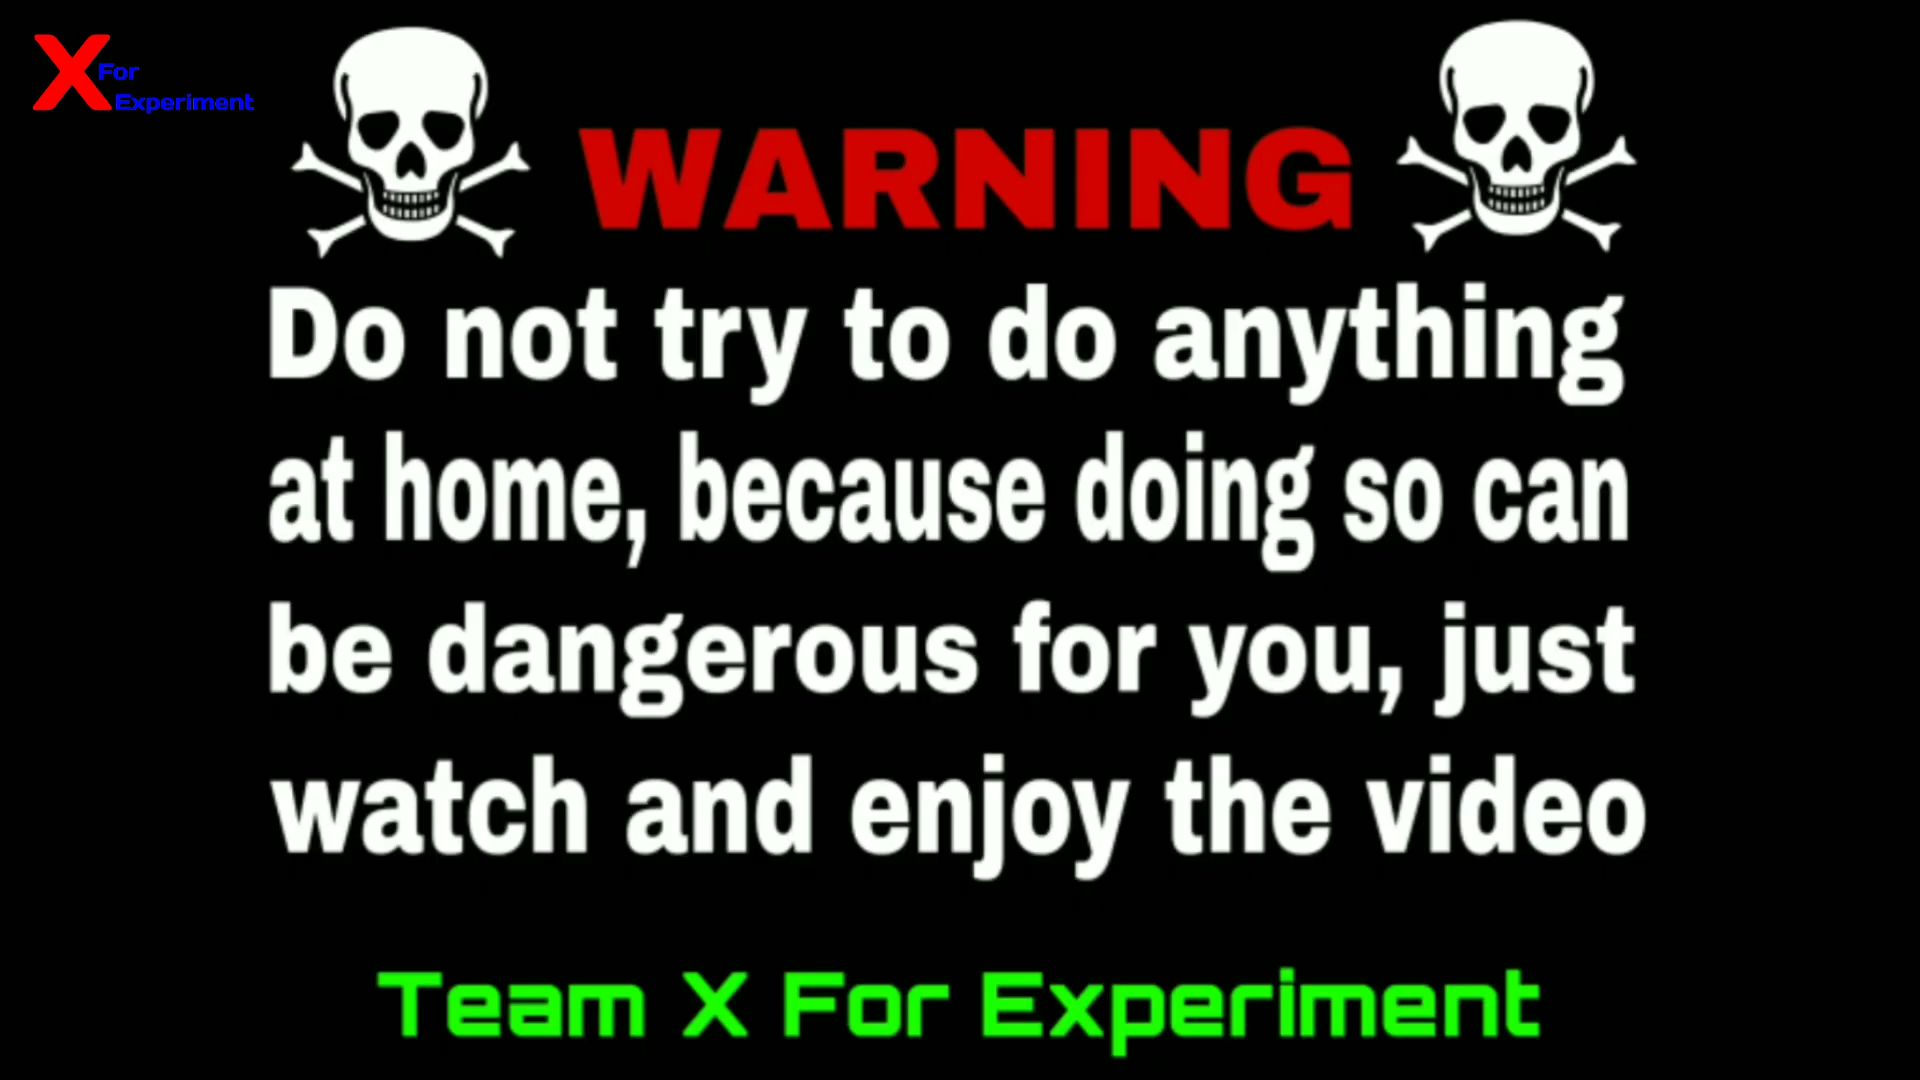 X For
Experiment
WARNING
Do not try to do anything
at home, because doing so can
be dangerous for you, just
watch and enjoy the video
Team X For Experiment